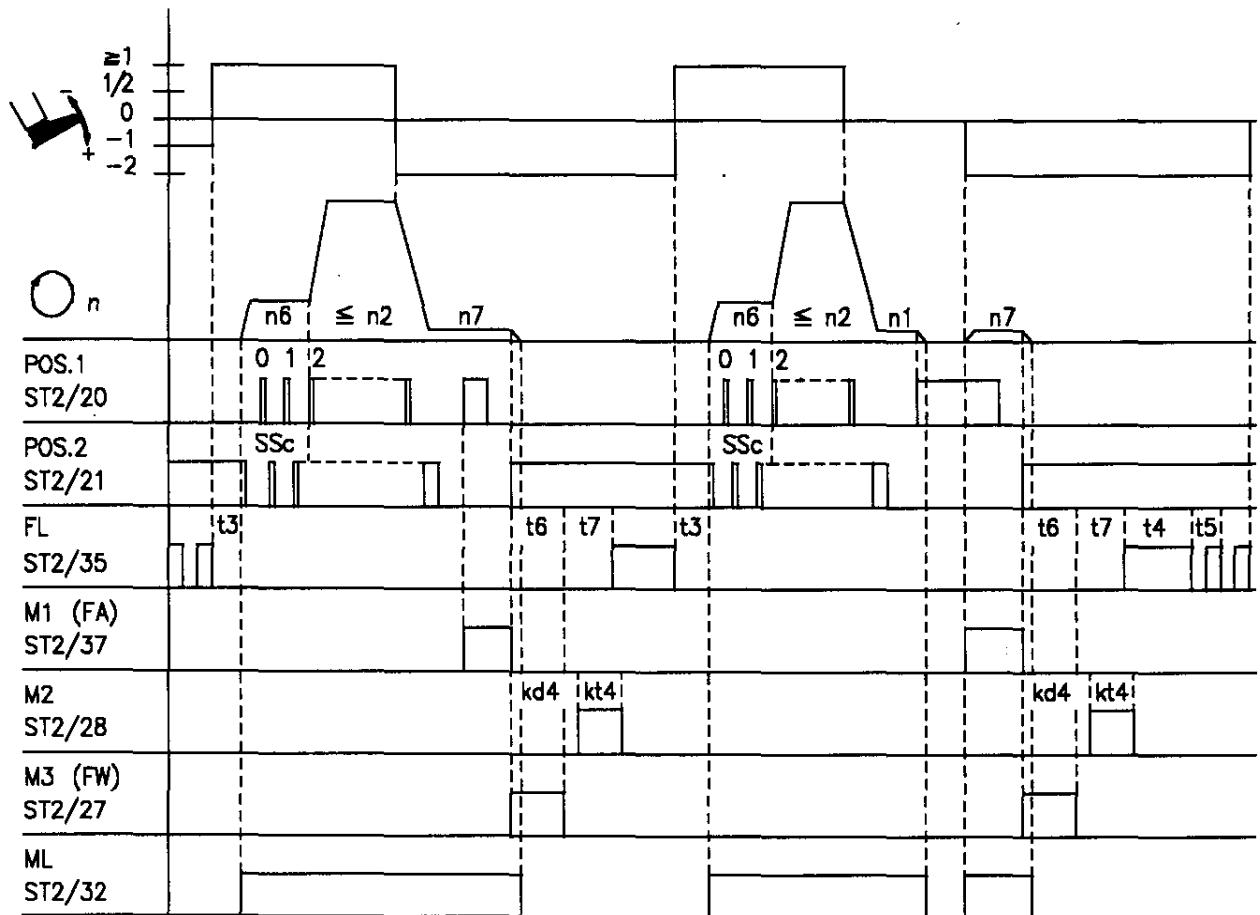 ≧1
1/2
0
-1
-2
-
+
n
n6 ≦ n2 n7 n6 ≦ n2 n1 n7
POS.1 0 1 2 0 1 2
ST2/20
POS.2 SSc SSc
ST2/21
FL t3 t6 t7 t3 t6 t7 t4 t5
ST2/35
M1 (FA)
ST2/37
M2 kd4 kt4 kd4 kt4
ST2/28
M3 (FW)
ST2/27
ML
ST2/32